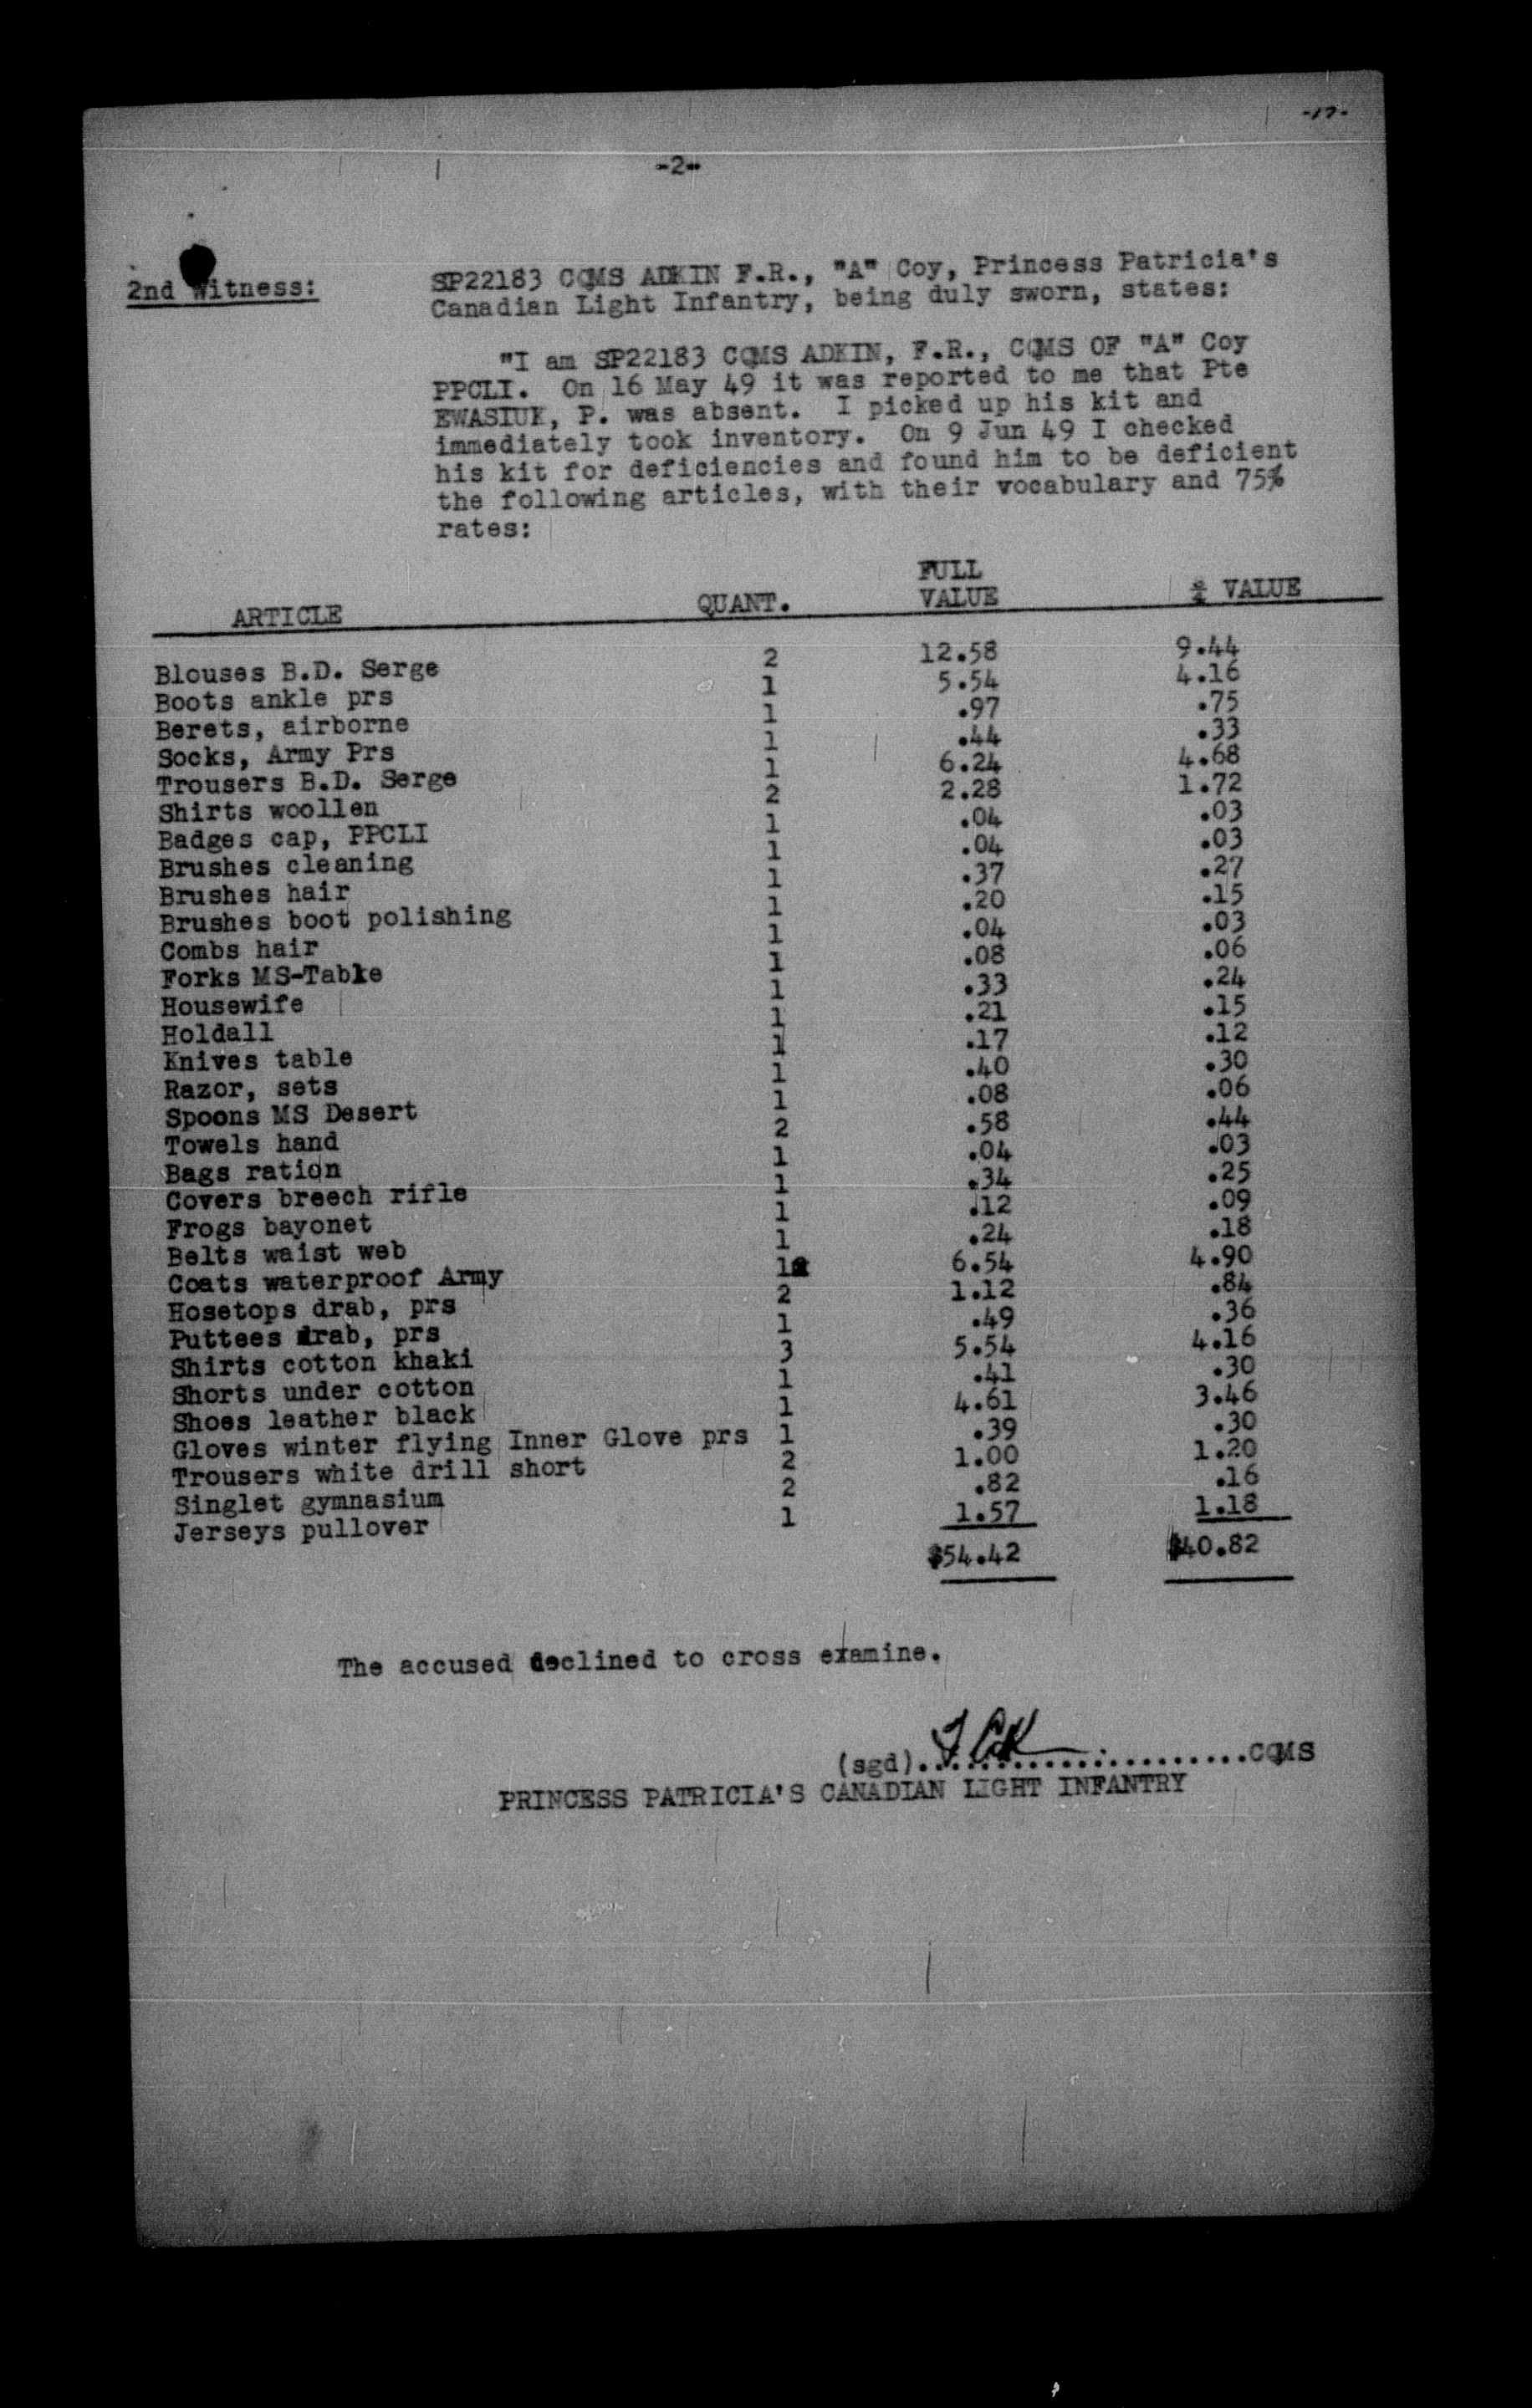 -17-
-2-
2nd Witness: SP22183 CQMS ADKIN F.R., "A" Coy, Princess Patricia's
Canadian Light Infantry, being duly sworn, states:
"I am SP22183 CQMS ADKIN, F.R., CQMS OF "A" Coy
PPCLI. On 16 May 49 it was reported to me that Pte
EWASIUK, P. was absent. I picked up his kit and
immediately took inventory. On 9 Jun 49 I checked
his kit for deficiencies and found him to be deficient
the following articles, with their vocabulary and 75%
rates:
FULL
ARTICLE QUANT. VALUE ¾ VALUE
Blouses B.D. Serge 2 12.58 9.44
Boots ankle prs 1 5.54 4.16
Berets, airborne 1 .97 .75
Socks, Army Prs 1 .44 .33
Trousers B.D. Serge 1 6.24 4.68
Shirts woollen 2 2.28 1.72
Badges cap, PPCLI 1 .04 .03
Brushes cleaning 1 .04 .03
Brushes hair 1 .37 .27
Brushes boot polishing 1 .20 .15
Combs hair 1 .04 .03
Forks MS-Table 1 .08 .06
Housewife 1 .33 .24
Holdall 1 .21 .15
Knives table 1 .17 .12
Razor, sets 1 .40 .30
Spoons MS Desert 1 .08 .06
Towels hand 2 .58 .44
Bags ration 1 .04 .03
Covers breech rifle 1 .34 .25
Frogs bayonet 1 .12 .09
Belts waist web 1 .24 .18
Coats waterproof Army 1 6.54 4.90
Hosetops drab, prs 2 1.12 .84
Puttees drab, prs 1 .49 .36
Shirts cotton khaki 3 5.54 4.16
Shorts under cotton 1 .41 .30
Shoes leather black 1 4.61 3.46
Gloves winter flying Inner Glove prs 1 .39 .30
Trousers white drill short 2 1.00 1.20
Singlet gymnasium 2 .82 .16
Jerseys pullover 1 1.57 1.18
$54.42 $40.82
The accused declined to cross examine.
(sgd)........................CQMS
PRINCESS PATRICIA'S CANADIAN LIGHT INFANTRY